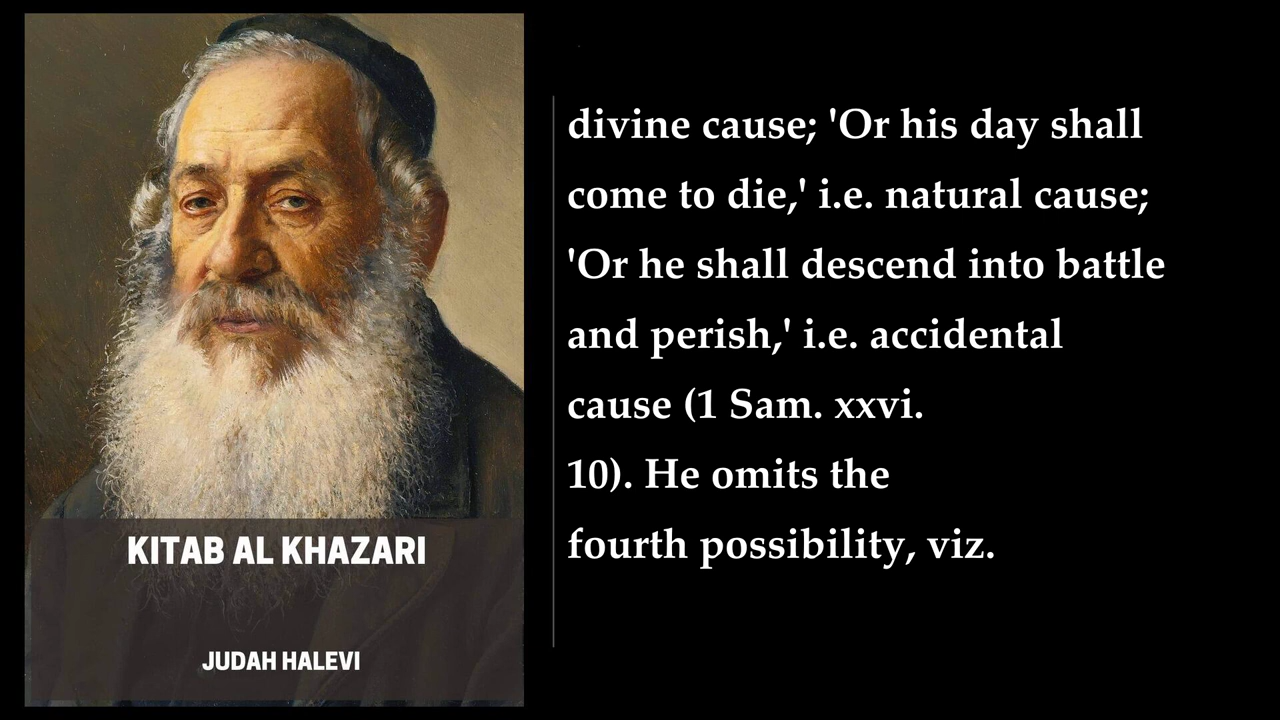 KITAB AL KHAZARI
JUDAH HALEVI
divine cause; 'Or his day shall
come to die,' i.e. natural cause;
'Or he shall descend into battle
and perish,' i.e. accidental
cause (1 Sam. xxvi.
10). He omits the
fourth possibility, viz.